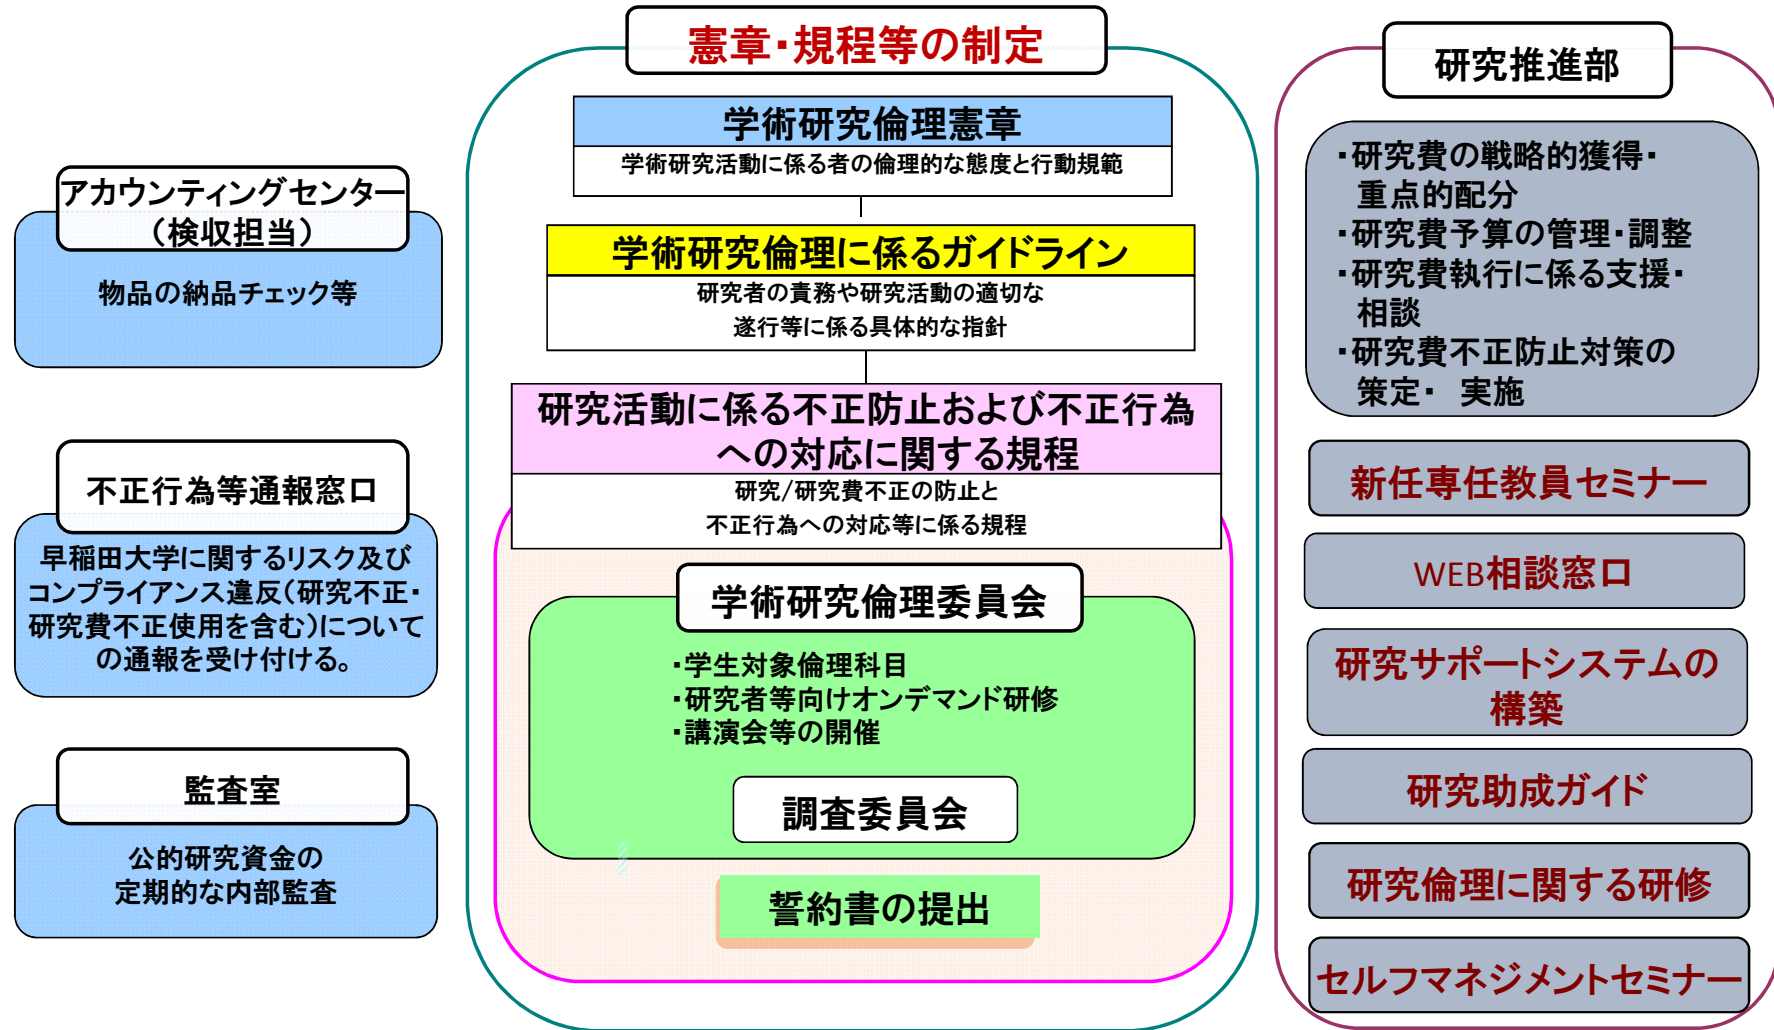 アカウンティングセンター
（検収担当）
物品の納品チェック等
不正行為等通報窓口
早稲田大学に関するリスク及び
コンプライアンス違反（研究不正・
研究費不正使用を含む）について
の通報を受け付ける。
監査室
公的研究資金の
定期的な内部監査
憲章・規程等の制定
学術研究倫理憲章
学術研究活動に係る者の倫理的な態度と行動規範
学術研究倫理に係るガイドライン
研究者の責務や研究活動の適切な
遂行等に係る具体的な指針
研究活動に係る不正防止および不正行為
への対応に関する規程
研究/研究費不正の防止と
不正行為への対応等に係る規程
学術研究倫理委員会
・学生対象倫理科目
・研究者等向けオンデマンド研修
・講演会等の開催
調査委員会
誓約書の提出
研究推進部
・研究費の戦略的獲得・
重点的配分
・研究費予算の管理・調整
・研究費執行に係る支援・
相談
・研究費不正防止対策の
策定・　実施
新任専任教員セミナー
WEB相談窓口
研究サポートシステムの
構築
研究助成ガイド
研究倫理に関する研修
セルフマネジメントセミナー